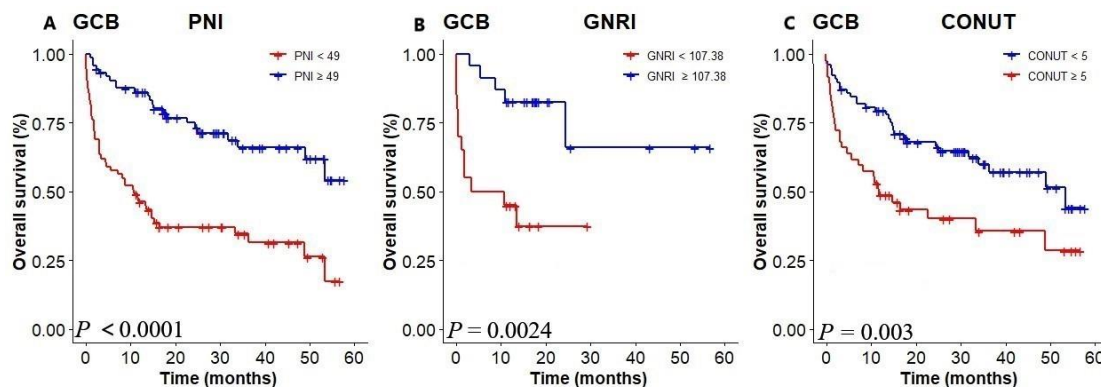 A GCB PNI
1.00
0.75
0.50
0.25
0.00
Overall survival (%)
PNI < 49
PNI ≥ 49
P < 0.0001
0 10 20 30 40 50 60
Time (months)
B GCB GNRI
1.00
0.75
0.50
0.25
0.00
Overall survival (%)
GNRI < 107.38
GNRI ≥ 107.38
P = 0.0024
0 10 20 30 40 50 60
Time (months)
C GCB CONUT
1.00
0.75
0.50
0.25
0.00
Overall survival (%)
CONUT < 5
CONUT ≥ 5
P = 0.003
0 10 20 30 40 50 60
Time (months)